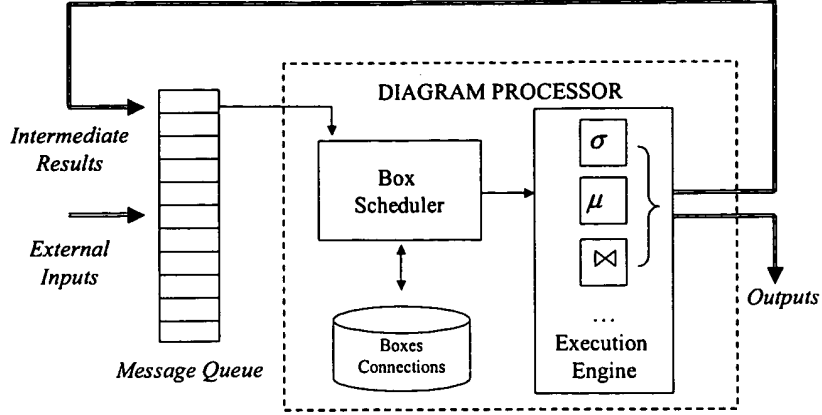 DIAGRAM PROCESSOR
Intermediate
Results
External
Inputs
Message Queue
Box
Scheduler
Boxes
Connections
σ
μ
⋈
...
Execution
Engine
Outputs